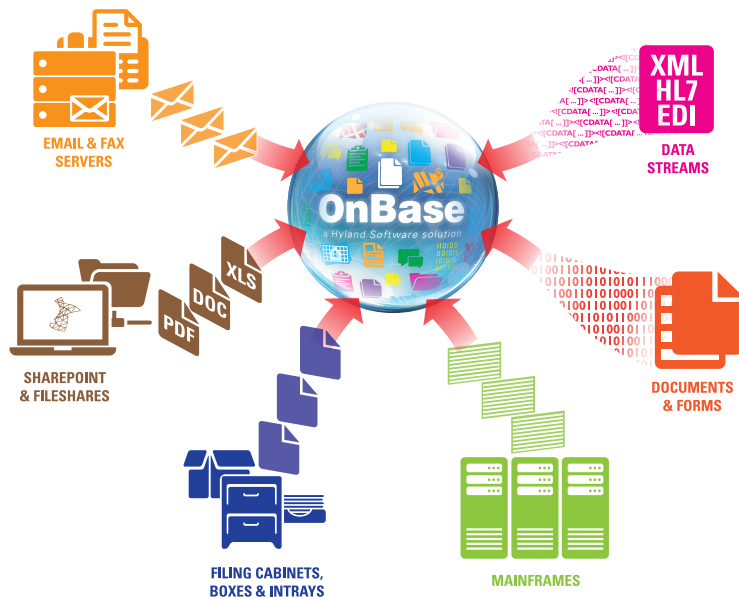 EMAIL & FAX
SERVERS
XML
HL7
EDI
DATA
STREAMS
OnBase
a Hyland Software solution
XLS
DOC
PDF
SHAREPOINT
& FILESHARES
DOCUMENTS
& FORMS
FILING CABINETS,
BOXES & INTRAYS
MAINFRAMES